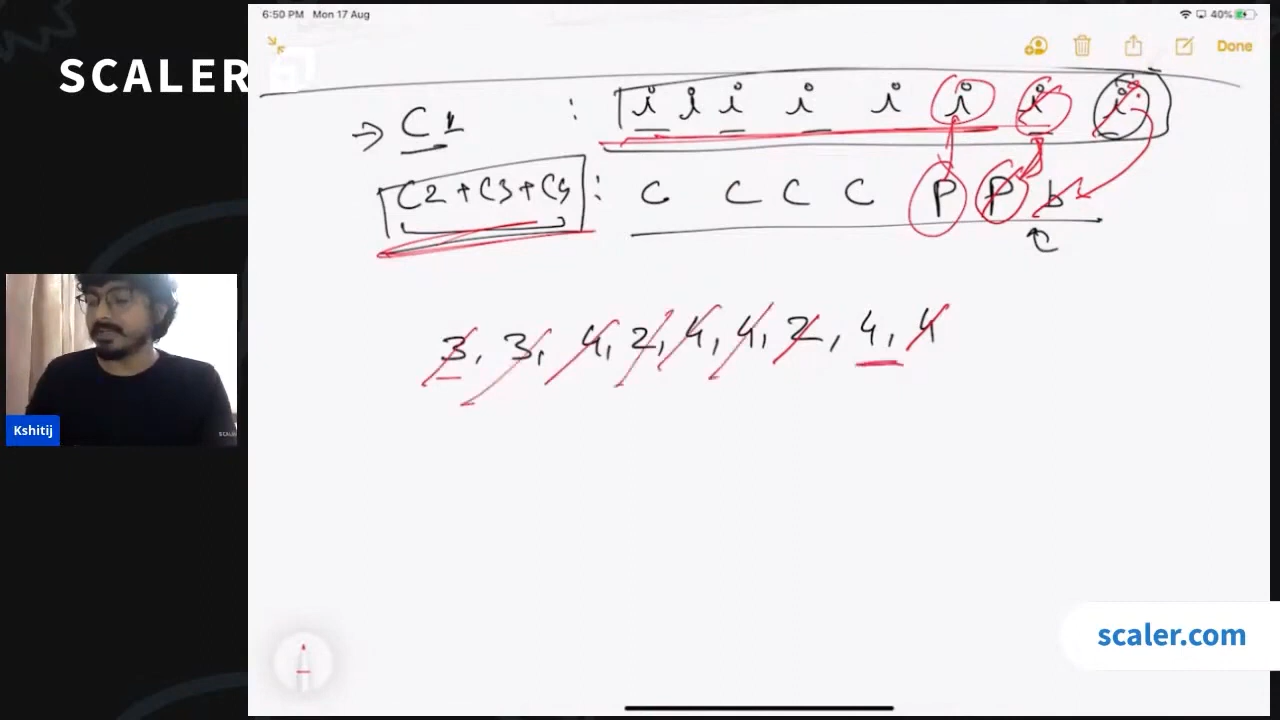 6:50 PM Mon 17 Aug
40%
SCALER
Done
→ C1 : i i i i i i i i
C2 + C3 + C4 : C C C C P P b
3, 3, 4, 2, 4, 4, 2, 4, 4
Kshitij
SCALER
scaler.com